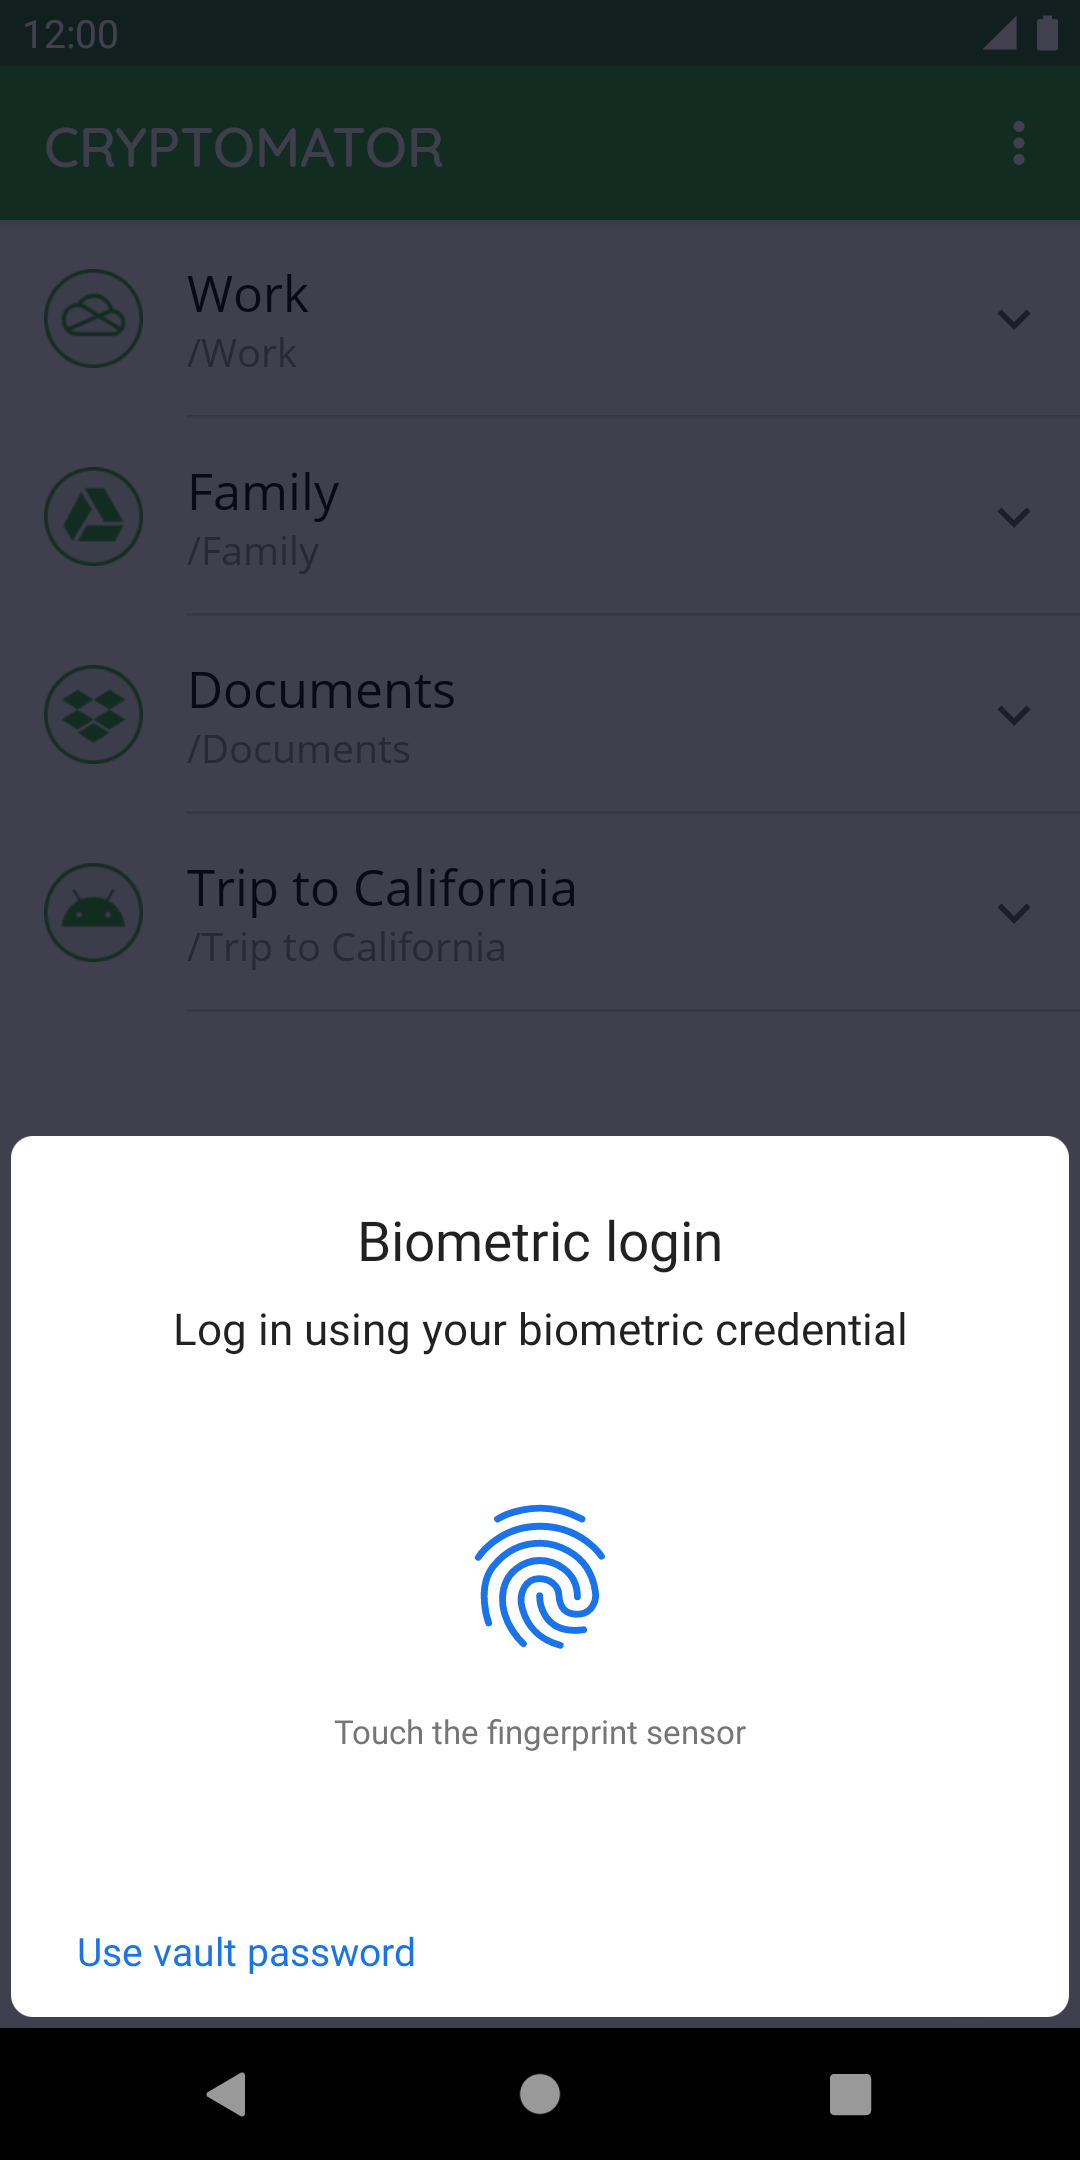 12:00
CRYPTOMATOR
Work
/Work
Family
/Family
Documents
/Documents
Trip to California
/Trip to California
Biometric login
Log in using your biometric credential
Touch the fingerprint sensor
Use vault password